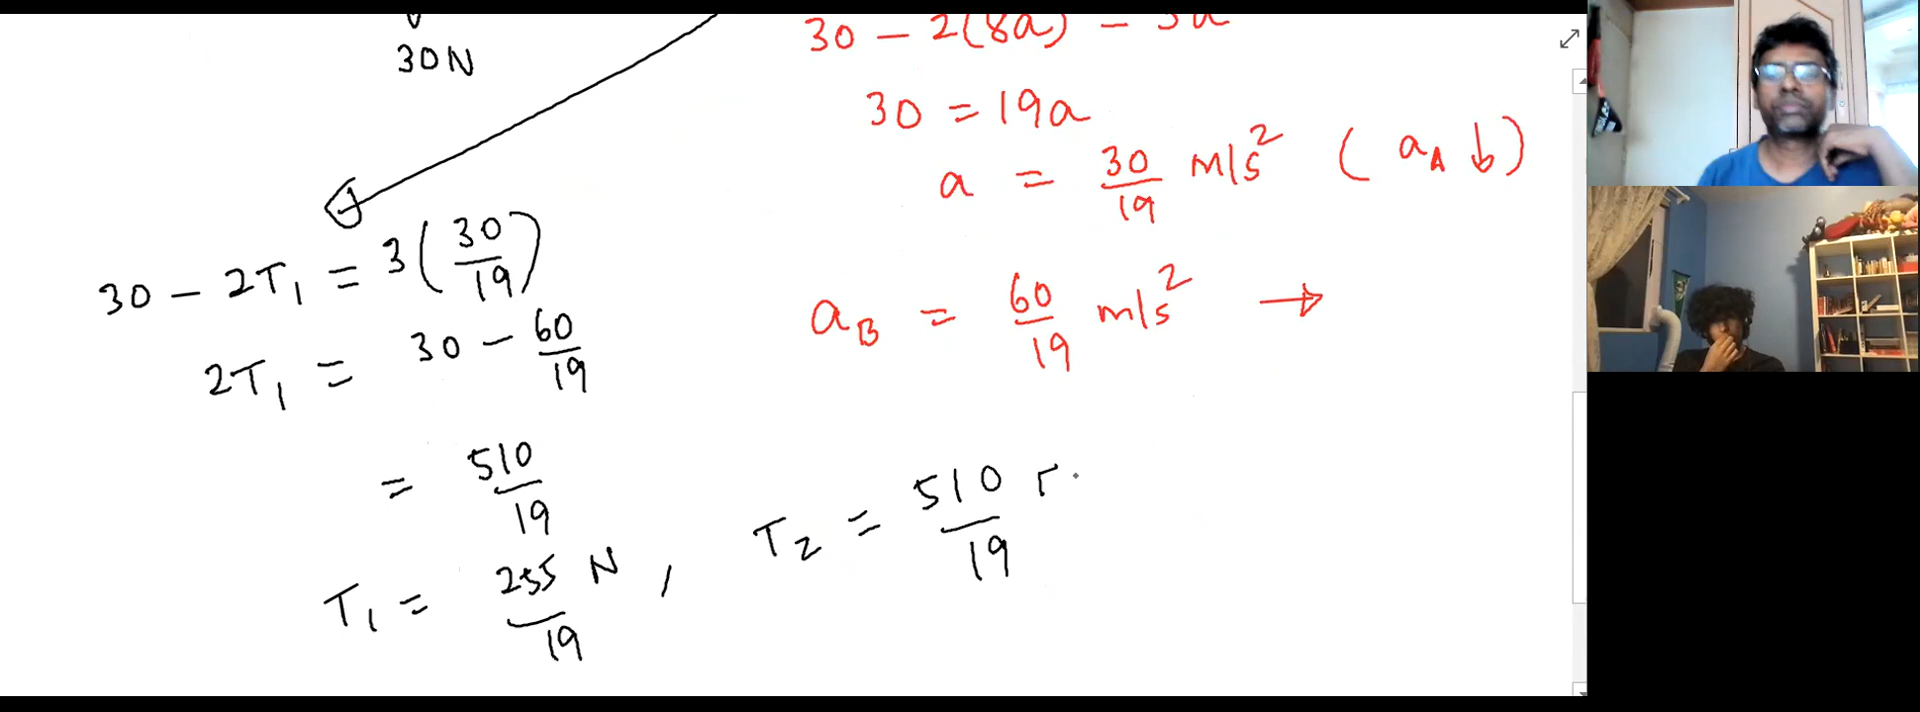 30 N
30 - 2(8a) = 3a
30 = 19a
a = 30/19 m/s² ( a_A ↓ )
a_B = 60/19 m/s² →
30 - 2T₁ = 3(30/19)
2T₁ = 30 - 60/19
= 510/19
T₁ = 255/19 N , T₂ = 510/19